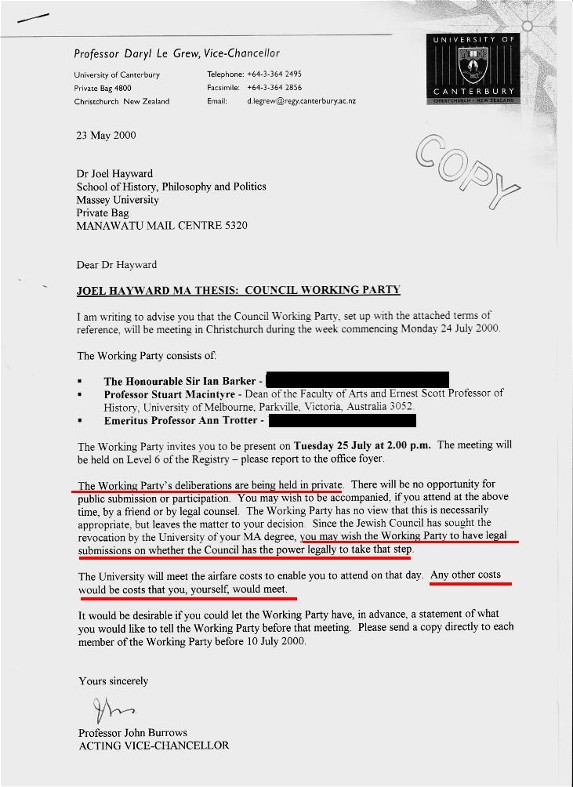 Professor Daryl Le Grew, Vice-Chancellor
University of Canterbury Telephone: +64-3-364 2495
Private Bag 4800 Facsimile: +64-3-364 2856
Christchurch New Zealand Email: d.legrew@regy.canterbury.ac.nz
UNIVERSITY OF
CANTERBURY
CHRISTCHURCH • NEW ZEALAND
23 May 2000
COPY
Dr Joel Hayward
School of History, Philosophy and Politics
Massey University
Private Bag
MANAWATU MAIL CENTRE 5320
Dear Dr Hayward
JOEL HAYWARD MA THESIS: COUNCIL WORKING PARTY
I am writing to advise you that the Council Working Party, set up with the attached terms of
reference, will be meeting in Christchurch during the week commencing Monday 24 July 2000.
The Working Party consists of:
▪ The Honourable Sir Ian Barker -
▪ Professor Stuart Macintyre - Dean of the Faculty of Arts and Ernest Scott Professor of
History, University of Melbourne, Parkville, Victoria, Australia 3052.
▪ Emeritus Professor Ann Trotter -
The Working Party invites you to be present on Tuesday 25 July at 2.00 p.m. The meeting will
be held on Level 6 of the Registry – please report to the office foyer.
The Working Party's deliberations are being held in private. There will be no opportunity for
public submission or participation. You may wish to be accompanied, if you attend at the above
time, by a friend or by legal counsel. The Working Party has no view that this is necessarily
appropriate, but leaves the matter to your decision. Since the Jewish Council has sought the
revocation by the University of your MA degree, you may wish the Working Party to have legal
submissions on whether the Council has the power legally to take that step.
The University will meet the airfare costs to enable you to attend on that day. Any other costs
would be costs that you, yourself, would meet.
It would be desirable if you could let the Working Party have, in advance, a statement of what
you would like to tell the Working Party before that meeting. Please send a copy directly to each
member of the Working Party before 10 July 2000.
Yours sincerely
Professor John Burrows
ACTING VICE-CHANCELLOR